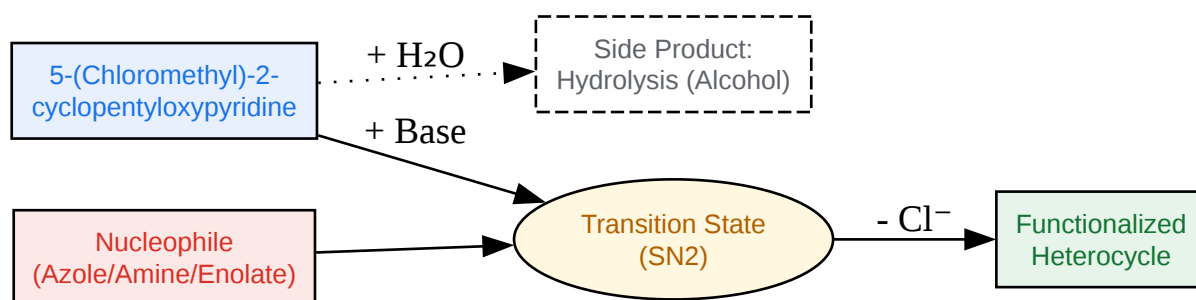 5-(Chloromethyl)-2-
cyclopentyloxypyridine
+ H₂O
Side Product:
Hydrolysis (Alcohol)
+ Base
Nucleophile
(Azole/Amine/Enolate)
Transition State
(SN2)
- Cl⁻
Functionalized
Heterocycle